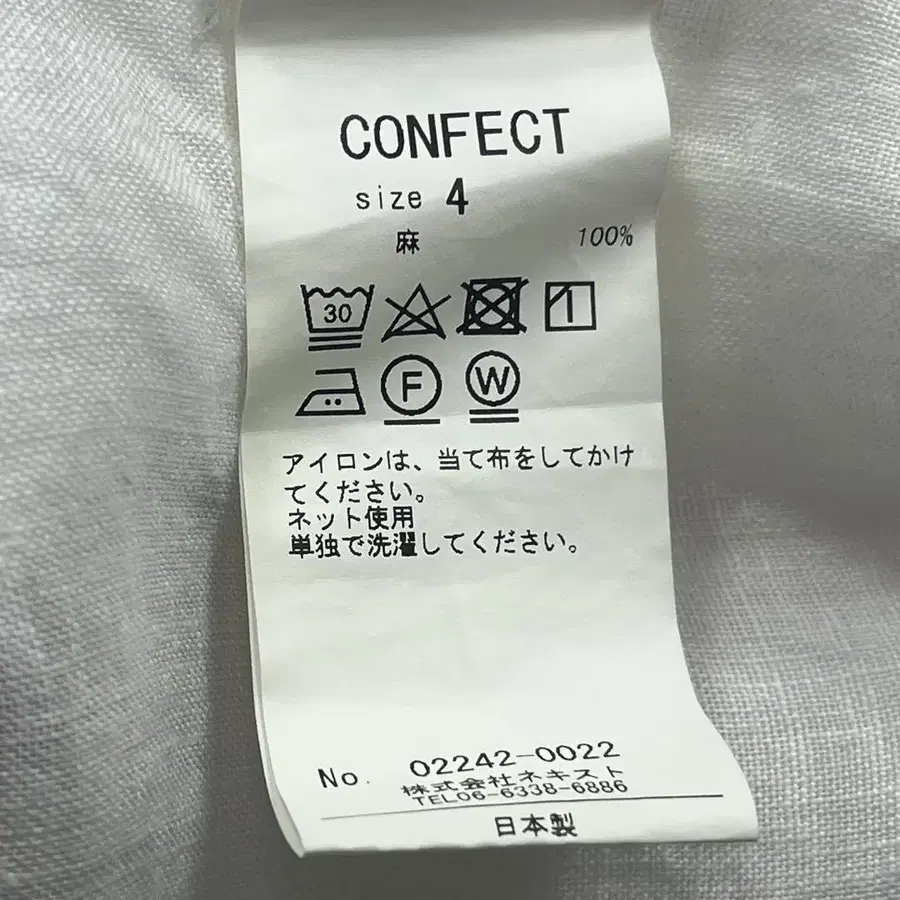 CONFECT
size 4
麻 100%
30
F W
アイロンは、当て布をしてかけ
てください。
ネット使用
単独で洗濯してください。
No. 02242-0022
株式会社ネキスト
TEL06-6338-6886
日本製